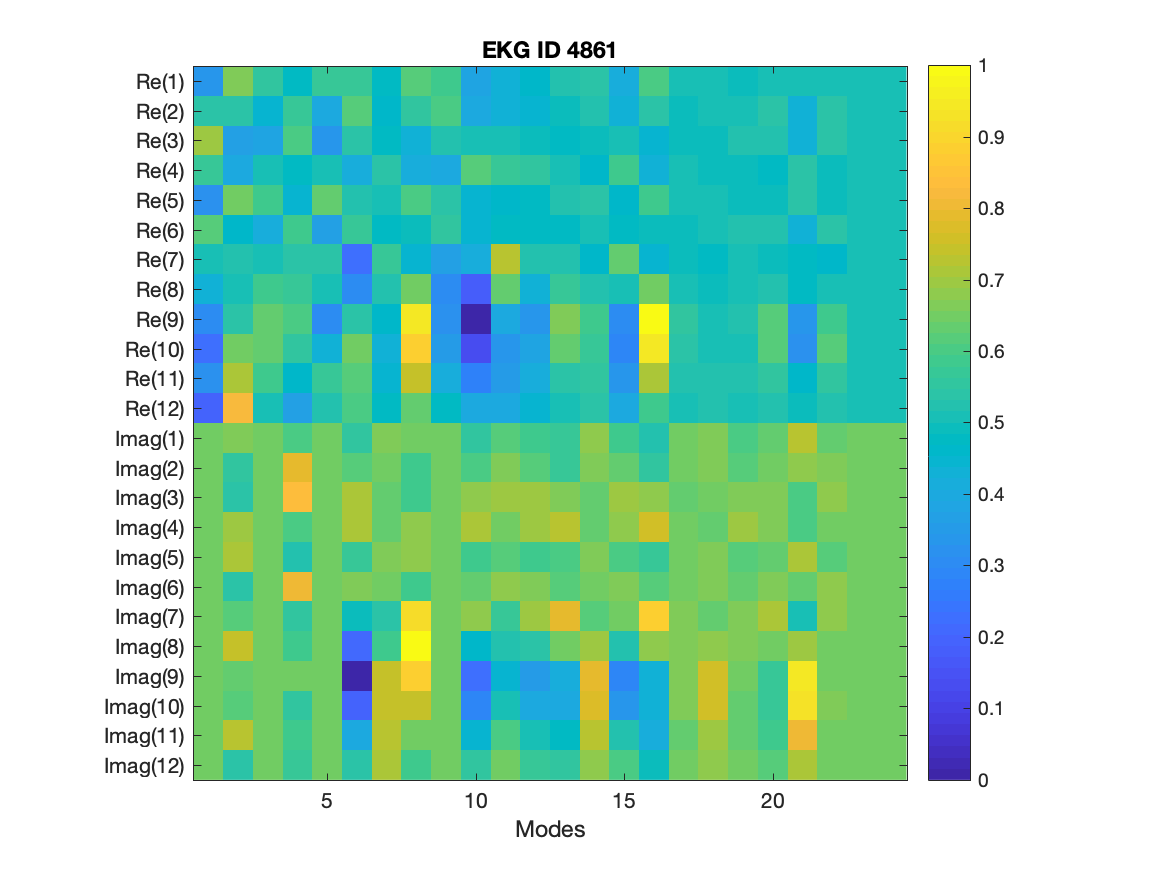 EKG ID 4861
Re(1)
Re(2)
Re(3)
Re(4)
Re(5)
Re(6)
Re(7)
Re(8)
Re(9)
Re(10)
Re(11)
Re(12)
Imag(1)
Imag(2)
Imag(3)
Imag(4)
Imag(5)
Imag(6)
Imag(7)
Imag(8)
Imag(9)
Imag(10)
Imag(11)
Imag(12)
5 10 15 20
Modes
1
0.9
0.8
0.7
0.6
0.5
0.4
0.3
0.2
0.1
0